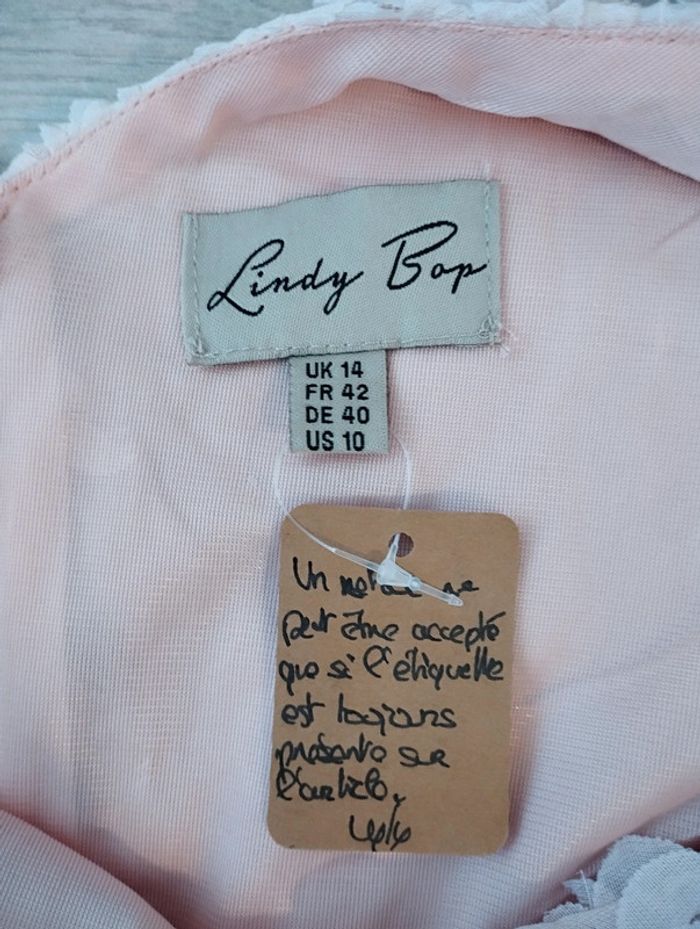 Lindy Bop
UK 14
FR 42
DE 40
US 10
Un ne
peut être accepté
que si l'étiquette
est toujours
présente sur
l'article.